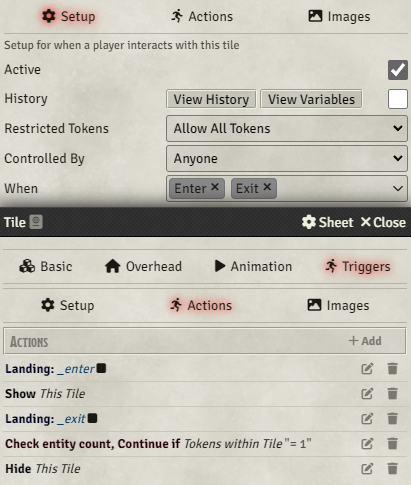 Setup Actions Images
Setup for when a player interacts with this tile
Active
History View History View Variables
Restricted Tokens Allow All Tokens
Controlled By Anyone
When Enter × Exit ×
Tile Sheet ×Close
Basic Overhead Animation Triggers
Setup Actions Images
Actions + Add
Landing: _enter
Show This Tile
Landing: _exit
Check entity count, Continue if Tokens within Tile "= 1"
Hide This Tile